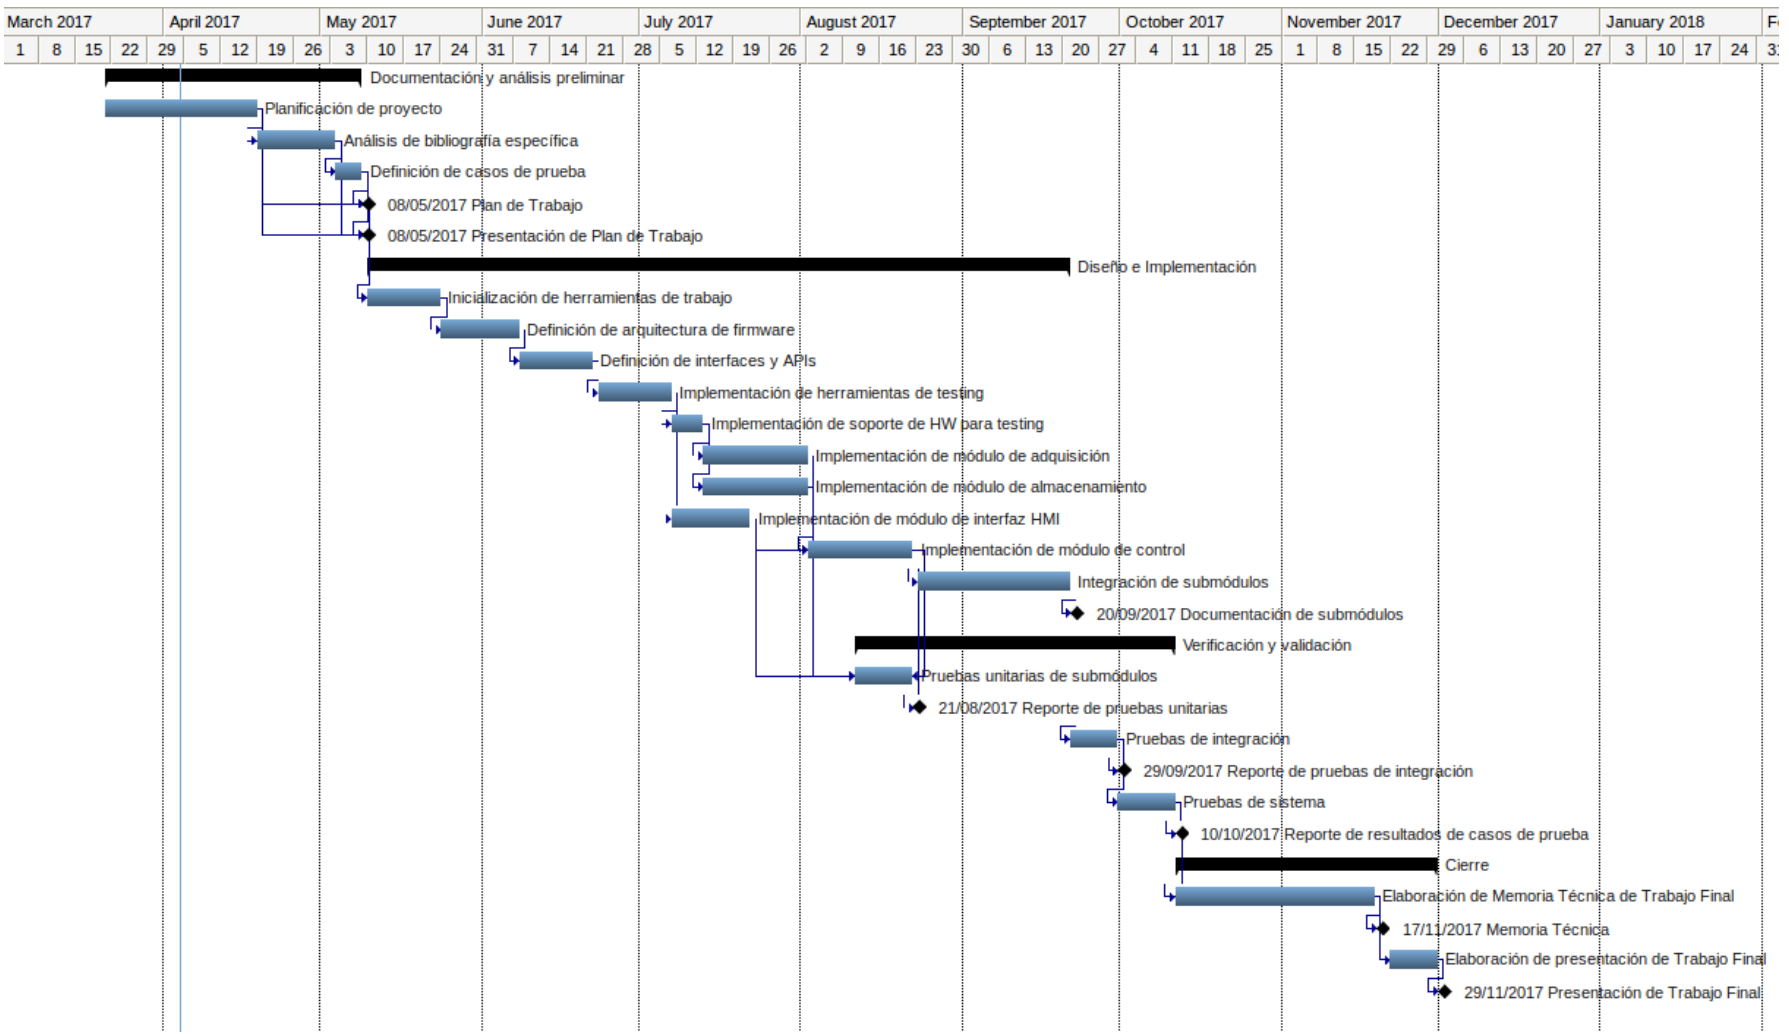 March 2017 April 2017 May 2017 June 2017 July 2017 August 2017 September 2017 October 2017 November 2017 December 2017 January 2018
1 8 15 22 29 5 12 19 26 3 10 17 24 31 7 14 21 28 5 12 19 26 2 9 16 23 30 6 13 20 27 4 11 18 25 1 8 15 22 29 6 13 20 27 3 10 17 24
Documentación y análisis preliminar
Planificación de proyecto
Análisis de bibliografía específica
Definición de casos de prueba
08/05/2017 Plan de Trabajo
08/05/2017 Presentación de Plan de Trabajo
Diseño e Implementación
Inicialización de herramientas de trabajo
Definición de arquitectura de firmware
Definición de interfaces y APIs
Implementación de herramientas de testing
Implementación de soporte de HW para testing
Implementación de módulo de adquisición
Implementación de módulo de almacenamiento
Implementación de módulo de interfaz HMI
Implementación de módulo de control
Integración de submódulos
20/09/2017 Documentación de submódulos
Verificación y validación
Pruebas unitarias de submódulos
21/08/2017 Reporte de pruebas unitarias
Pruebas de integración
29/09/2017 Reporte de pruebas de integración
Pruebas de sistema
10/10/2017 Reporte de resultados de casos de prueba
Cierre
Elaboración de Memoria Técnica de Trabajo Final
17/11/2017 Memoria Técnica
Elaboración de presentación de Trabajo Final
29/11/2017 Presentación de Trabajo Final